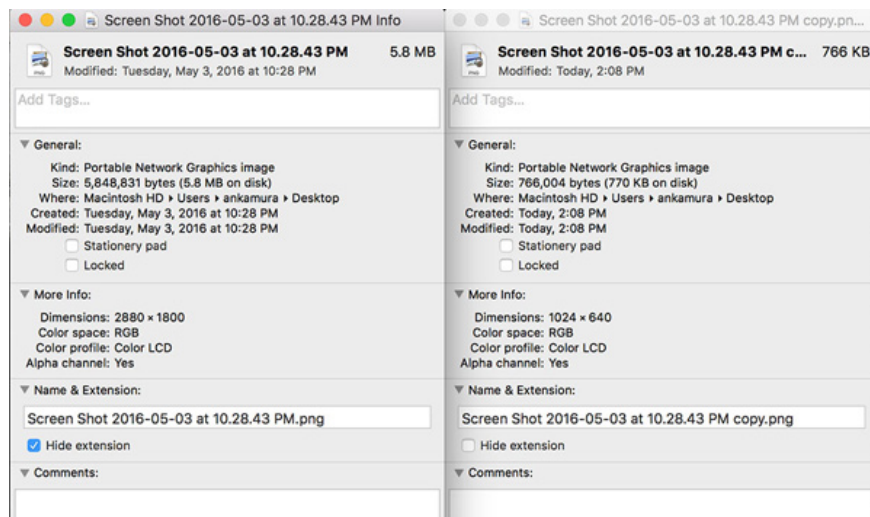 Screen Shot 2016-05-03 at 10.28.43 PM Info
Screen Shot 2016-05-03 at 10.28.43 PM 5.8 MB
Modified: Tuesday, May 3, 2016 at 10:28 PM
Add Tags...
General:
Kind: Portable Network Graphics image
Size: 5,848,831 bytes (5.8 MB on disk)
Where: Macintosh HD ▸ Users ▸ ankamura ▸ Desktop
Created: Tuesday, May 3, 2016 at 10:28 PM
Modified: Tuesday, May 3, 2016 at 10:28 PM
Stationery pad
Locked
More Info:
Dimensions: 2880 × 1800
Color space: RGB
Color profile: Color LCD
Alpha channel: Yes
Name & Extension:
Screen Shot 2016-05-03 at 10.28.43 PM.png
Hide extension
Comments:
Screen Shot 2016-05-03 at 10.28.43 PM copy.pn...
Screen Shot 2016-05-03 at 10.28.43 PM c... 766 KB
Modified: Today, 2:08 PM
Add Tags...
General:
Kind: Portable Network Graphics image
Size: 766,004 bytes (770 KB on disk)
Where: Macintosh HD ▸ Users ▸ ankamura ▸ Desktop
Created: Today, 2:08 PM
Modified: Today, 2:08 PM
Stationery pad
Locked
More Info:
Dimensions: 1024 × 640
Color space: RGB
Color profile: Color LCD
Alpha channel: Yes
Name & Extension:
Screen Shot 2016-05-03 at 10.28.43 PM copy.png
Hide extension
Comments: